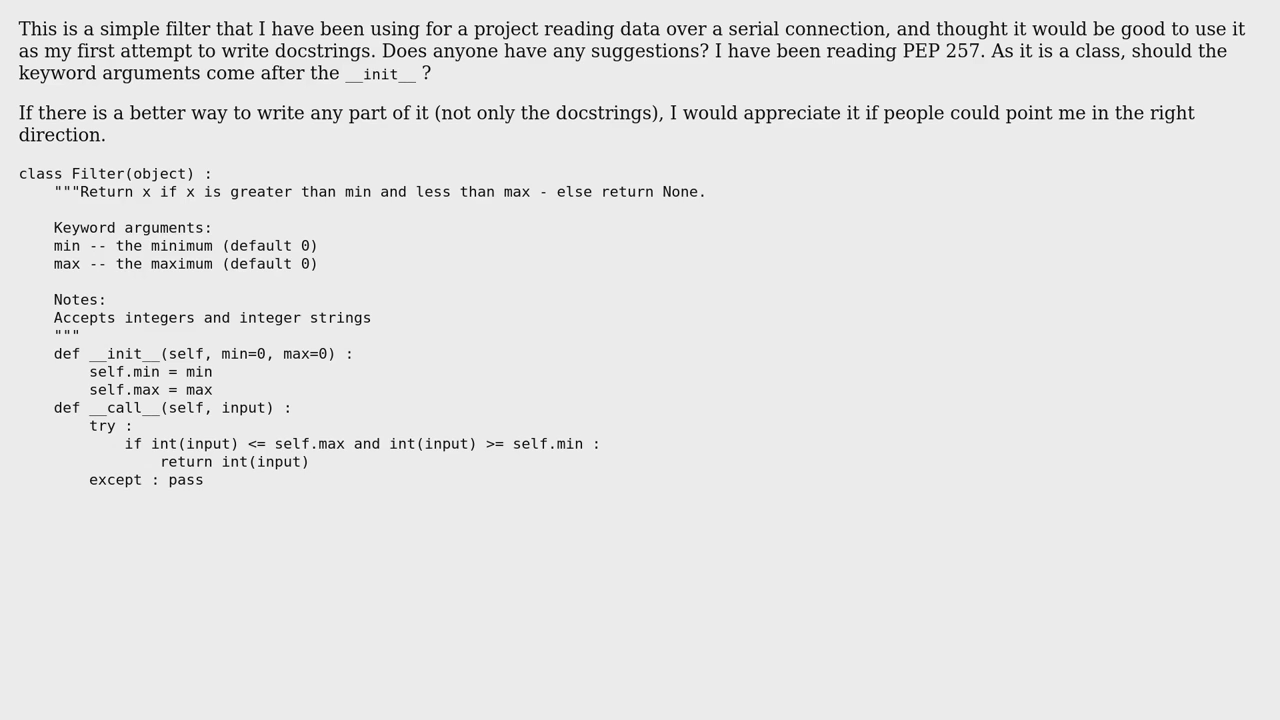 This is a simple filter that I have been using for a project reading data over a serial connection, and thought it would be good to use it
as my first attempt to write docstrings. Does anyone have any suggestions? I have been reading PEP 257. As it is a class, should the
keyword arguments come after the __init__ ?
If there is a better way to write any part of it (not only the docstrings), I would appreciate it if people could point me in the right
direction.
class Filter(object) :
    """Return x if x is greater than min and less than max - else return None.
    Keyword arguments:
    min -- the minimum (default 0)
    max -- the maximum (default 0)
    Notes:
    Accepts integers and integer strings
    """
    def __init__(self, min=0, max=0) :
        self.min = min
        self.max = max
    def __call__(self, input) :
        try :
            if int(input) <= self.max and int(input) >= self.min :
                return int(input)
        except : pass